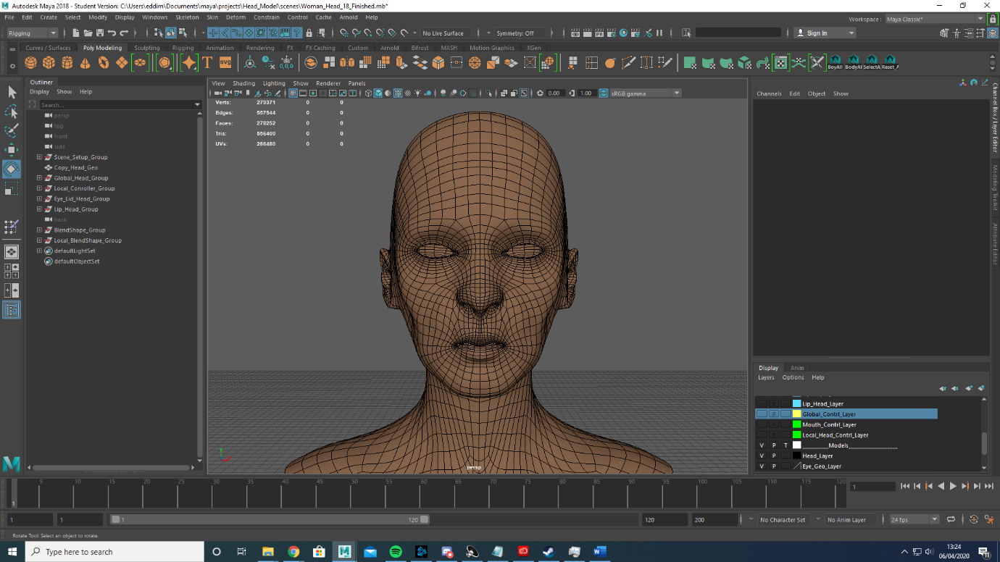 Autodesk Maya 2018 - Student Version: C:\Users\eddim\Documents\maya\projects\Head_Model\scenes\Woman_Head_18_Finished.mb*
File Edit Create Select Modify Display Windows Skeleton Skin Deform Constrain Control Cache Arnold Help
Workspace : Maya Classic*
Rigging No Live Surface Symmetry: Off Sign In
Curves / Surfaces Poly Modeling Sculpting Rigging Animation Rendering FX FX Caching Custom Arnold Bifrost MASH Motion Graphics XGen
BoyAll BodyAl SelectA Reset_A
Outliner
Display Show Help
Search...
persp
top
front
side
Scene_Setup_Group
Copy_Head_Geo
Global_Head_Group
Local_Conroller_Group
Eye_Lid_Head_Group
Lip_Head_Group
back
BlendShape_Group
Local_BlendShape_Group
defaultLightSet
defaultObjectSet
View Shading Lighting Show Renderer Panels
0.00 1.00 sRGB gamma
Verts: 279371 0 0
Edges: 557544 0 0
Faces: 278252 0 0
Tris: 556400 0 0
UVs: 286480 0 0
persp
Channels Edit Object Show
Channel Box / Layer Editor
Modeling Toolkit
Attribute Editor
Display Anim
Layers Options Help
Lip_Head_Layer
P Global_Contrl_Layer
Mouth_Contrl_Layer
Local_Head_Contrl_Layer
V P T _________Models_________________
V P Head_Layer
V P Eye_Geo_Layer
5 10 15 20 25 30 35 40 45 50 55 60 65 70 75 80 85 90 95 100 105 110 115 120
1
1
1 1 1 120 120 200 No Character Set No Anim Layer 24 fps
Rotate Tool: Select an object to rotate.
Type here to search
13:24
06/04/2020
11